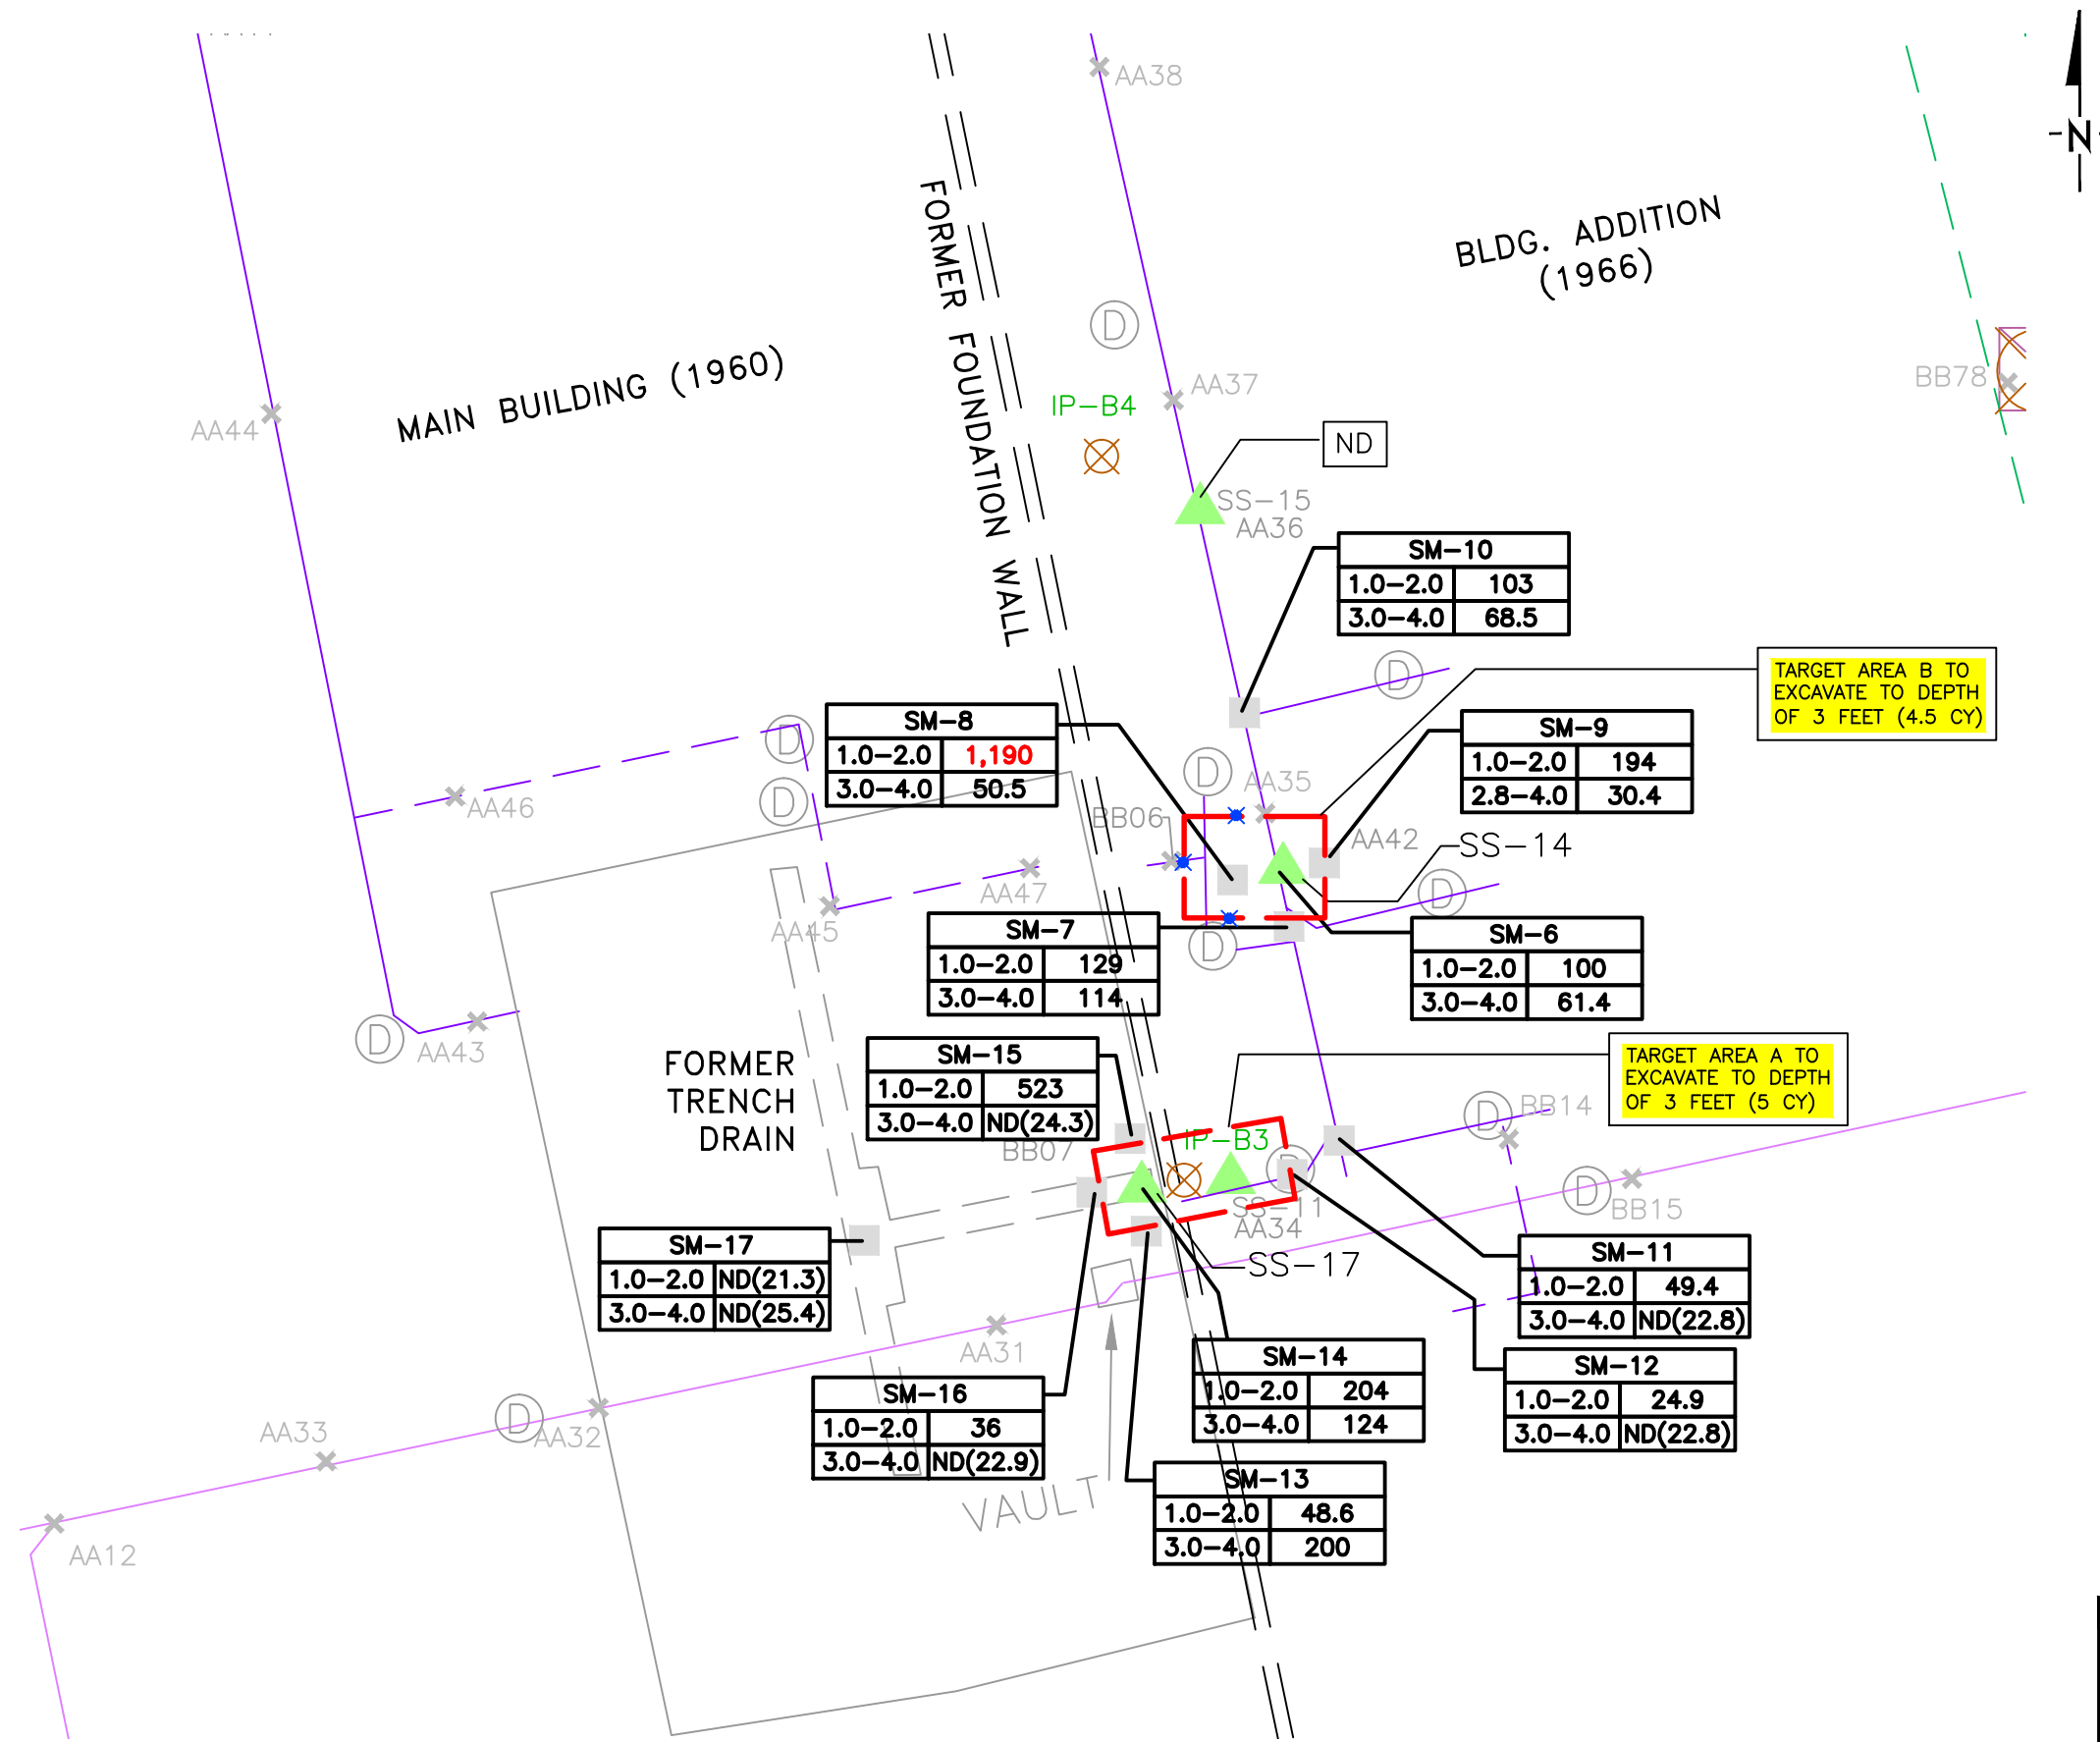 AA38
N
BLDG. ADDITION
(1966)
FORMER FOUNDATION WALL
D
MAIN BUILDING (1960)
AA44
AA37
IP-B4
BB78
ND
SS-15
AA36
SM-10
1.0-2.0 103
3.0-4.0 68.5
D
TARGET AREA B TO
EXCAVATE TO DEPTH
OF 3 FEET (4.5 CY)
SM-8
1.0-2.0 1,190
3.0-4.0 50.5
SM-9
1.0-2.0 194
2.8-4.0 30.4
D
D
AA46
D
AA35
BB06
AA42
SS-14
AA47
D
AA45
SM-7
1.0-2.0 129
3.0-4.0 114
D
SM-6
1.0-2.0 100
3.0-4.0 61.4
D
AA43
FORMER
TRENCH
DRAIN
SM-15
1.0-2.0 523
3.0-4.0 ND(24.3)
TARGET AREA A TO
EXCAVATE TO DEPTH
OF 3 FEET (5 CY)
BB07
IP-B3
D
D
BB14
D
BB15
SS-11
AA34
SS-17
SM-17
1.0-2.0 ND(21.3)
3.0-4.0 ND(25.4)
SM-11
1.0-2.0 49.4
3.0-4.0 ND(22.8)
AA31
SM-14
1.0-2.0 204
3.0-4.0 124
SM-12
1.0-2.0 24.9
3.0-4.0 ND(22.8)
SM-16
1.0-2.0 36
3.0-4.0 ND(22.9)
AA33
D
AA32
VAULT
SM-13
1.0-2.0 48.6
3.0-4.0 200
AA12